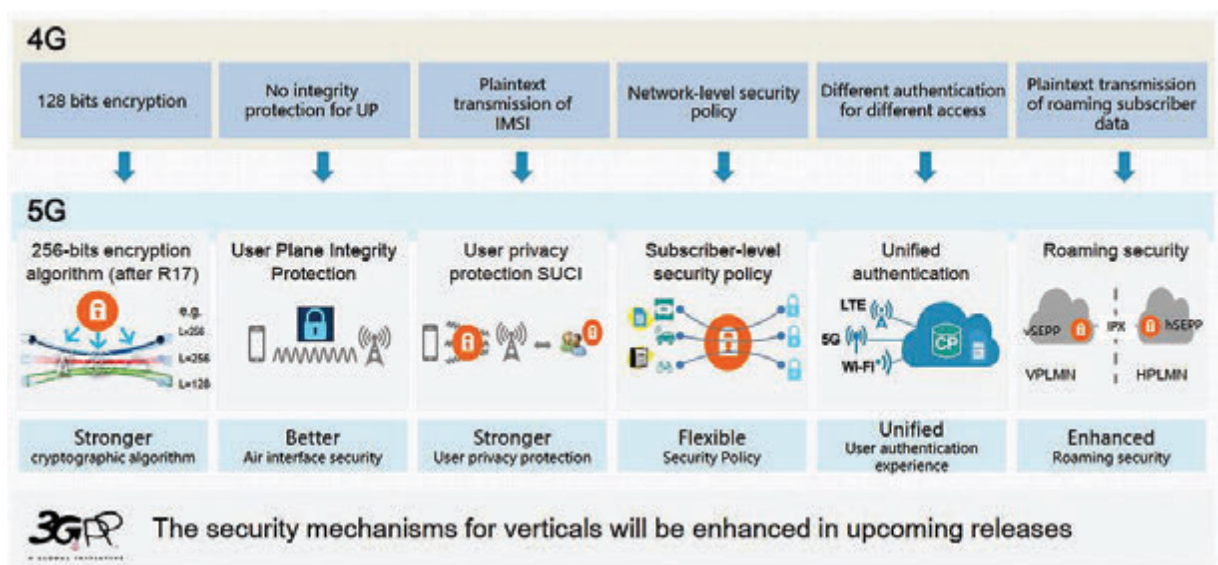 4G
128 bits encryption
No integrity
protection for UP
Plaintext
transmission of
IMSI
Network-level security
policy
Different authentication
for different access
Plaintext transmission
of roaming subscriber
data
5G
256-bits encryption
algorithm (after R17)
User Plane Integrity
Protection
User privacy
protection SUCI
Subscriber-level
security policy
Unified
authentication
Roaming security
e.g.
L=256
L=256
L=128
LTE
5G
Wi-Fi
CP
vSEPP
IPX
hSEPP
VPLMN
HPLMN
Stronger
cryptographic algorithm
Better
Air interface security
Stronger
User privacy protection
Flexible
Security Policy
Unified
User authentication
experience
Enhanced
Roaming security
3GPP
A GLOBAL INITIATIVE
The security mechanisms for verticals will be enhanced in upcoming releases